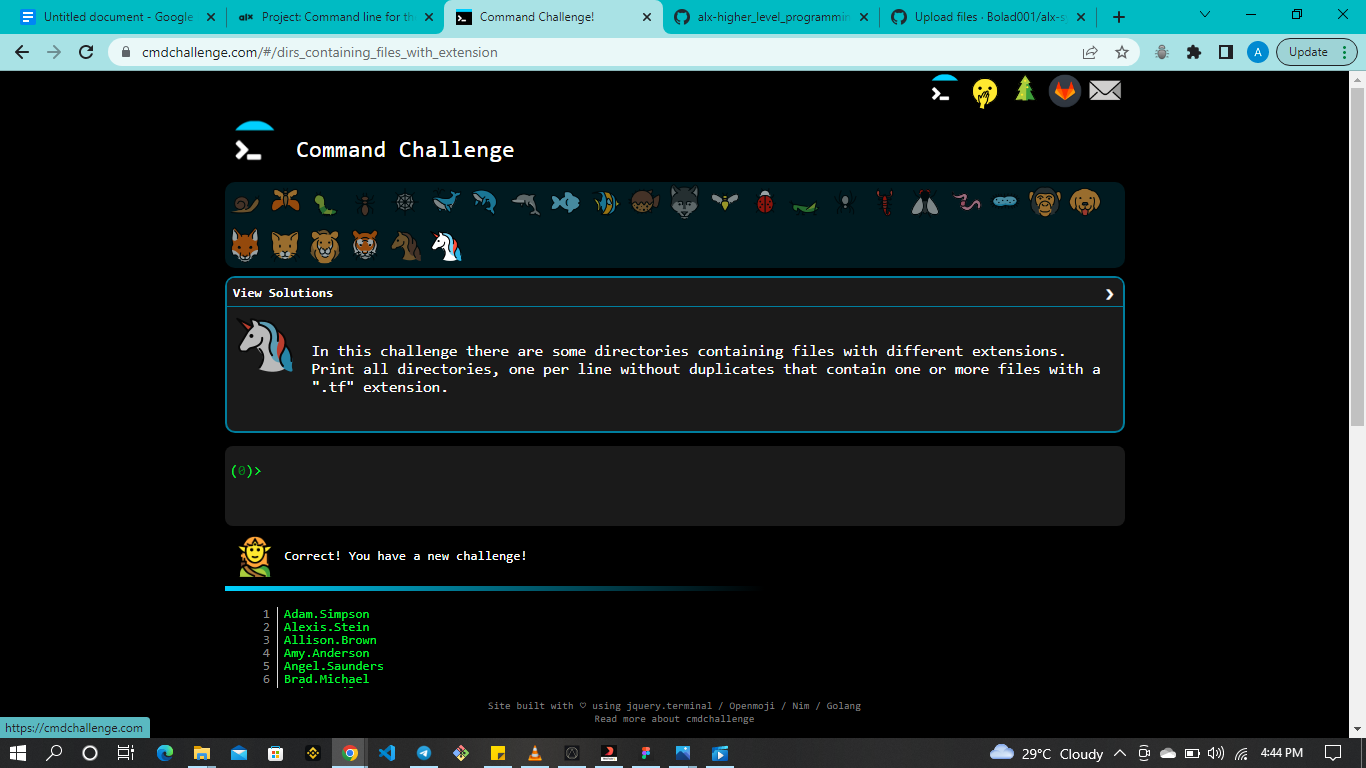 Untitled document - Google
Project: Command line for th
Command Challenge!
alx-higher_level_programmin
Upload files · Bolad001/alx-sy
cmdchallenge.com/#/dirs_containing_files_with_extension
A
Update
Command Challenge
View Solutions
In this challenge there are some directories containing files with different extensions.
Print all directories, one per line without duplicates that contain one or more files with a
".tf" extension.
(0)>
Correct! You have a new challenge!
1 Adam.Simpson
2 Alexis.Stein
3 Allison.Brown
4 Amy.Anderson
5 Angel.Saunders
6 Brad.Michael
Site built with ♡ using jquery.terminal / Openmoji / Nim / Golang
Read more about cmdchallenge
https://cmdchallenge.com
29°C Cloudy
4:44 PM